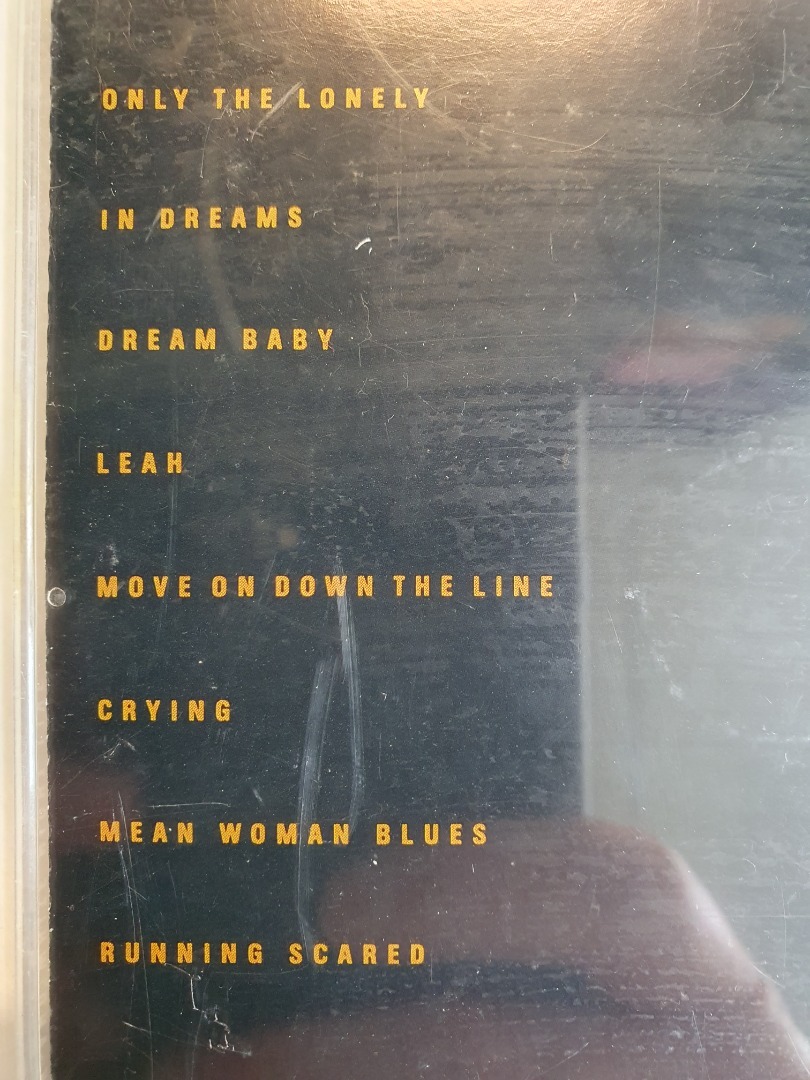 ONLY THE LONELY
IN DREAMS
DREAM BABY
LEAH
MOVE ON DOWN THE LINE
CRYING
MEAN WOMAN BLUES
RUNNING SCARED